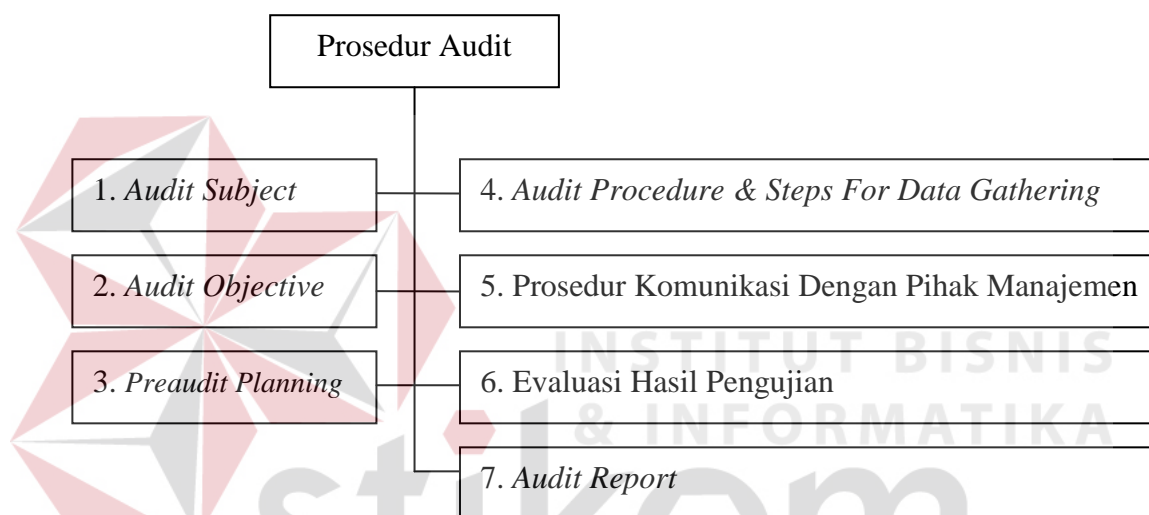 Prosedur Audit
1. Audit Subject
2. Audit Objective
3. Preaudit Planning
4. Audit Procedure & Steps For Data Gathering
5. Prosedur Komunikasi Dengan Pihak Manajemen
6. Evaluasi Hasil Pengujian
7. Audit Report
INSTITUT BISNIS
& INFORMATIKA
stikom